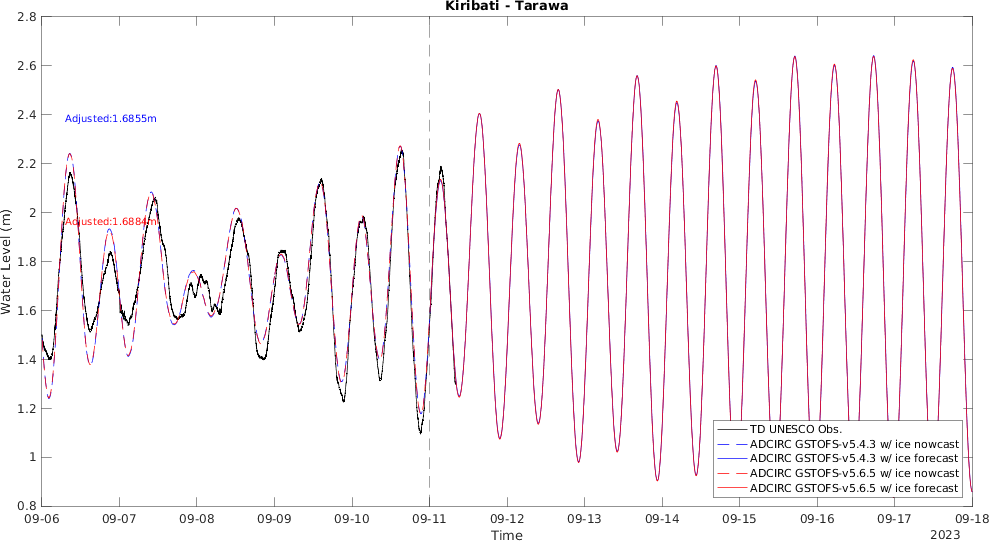 Kiribati - Tarawa
2.8
2.6
2.4
2.2
2
1.8
1.6
1.4
1.2
1
0.8
Water Level (m)
Adjusted:1.6855m
Adjusted:1.6884m
TD UNESCO Obs.
ADCIRC GSTOFS-v5.4.3 w/ ice nowcast
ADCIRC GSTOFS-v5.4.3 w/ ice forecast
ADCIRC GSTOFS-v5.6.5 w/ ice nowcast
ADCIRC GSTOFS-v5.6.5 w/ ice forecast
09-06 09-07 09-08 09-09 09-10 09-11 09-12 09-13 09-14 09-15 09-16 09-17 09-18
Time
2023